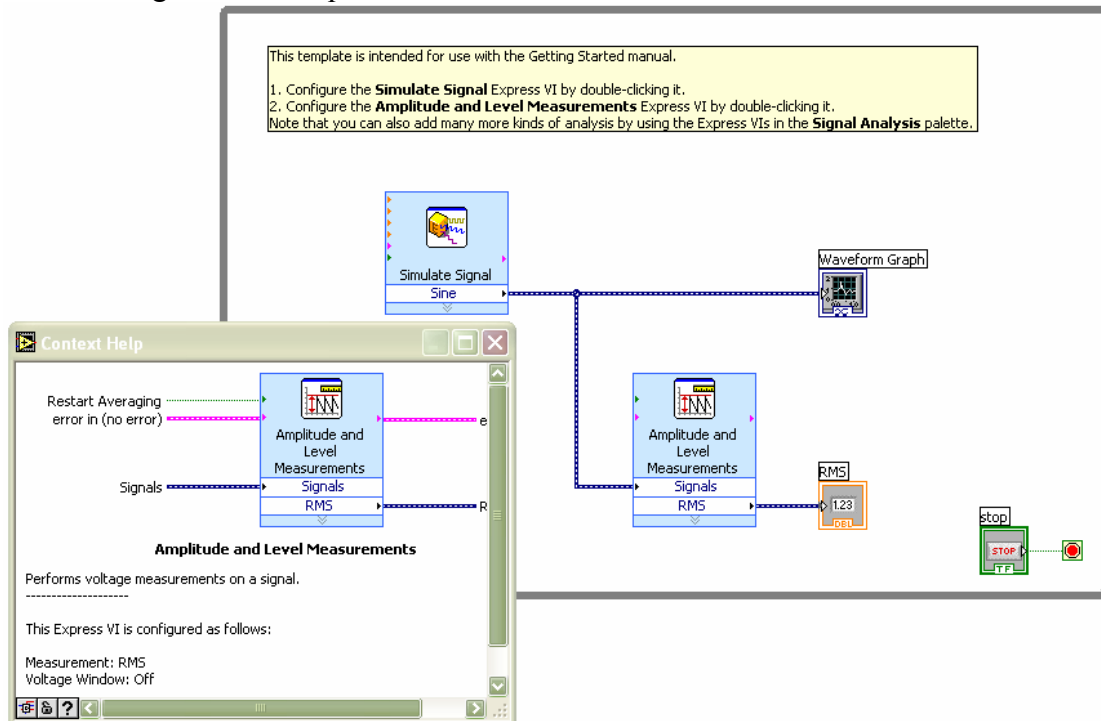 This template is intended for use with the Getting Started manual.
1. Configure the Simulate Signal Express VI by double-clicking it.
2. Configure the Amplitude and Level Measurements Express VI by double-clicking it.
Note that you can also add many more kinds of analysis by using the Express VIs in the Signal Analysis palette.
Simulate Signal
Sine
Waveform Graph
Amplitude and
Level
Measurements
Signals
RMS
RMS
1.23
DBL
stop
STOP
TF
Context Help
Restart Averaging
error in (no error)
Signals
Amplitude and
Level
Measurements
Signals
RMS
e
R
Amplitude and Level Measurements
Performs voltage measurements on a signal.
--------------------
This Express VI is configured as follows:
Measurement: RMS
Voltage Window: Off
?